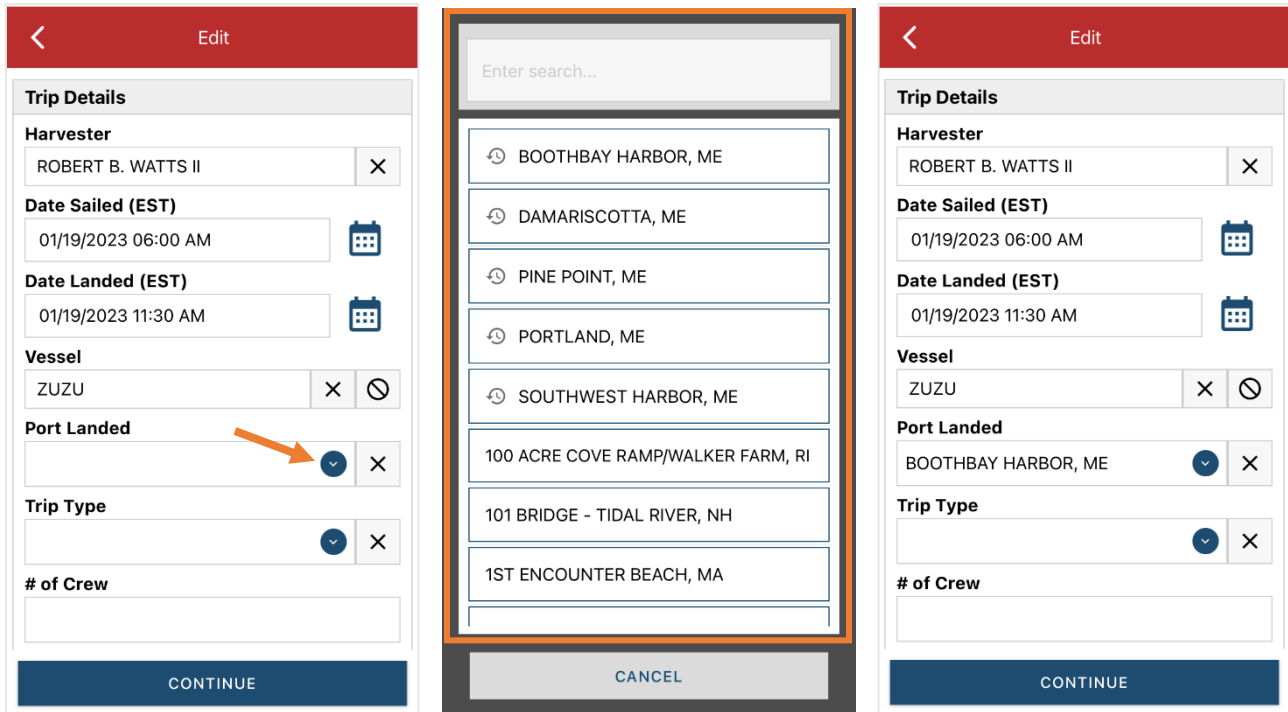 Edit
Trip Details
Harvester
ROBERT B. WATTS II
Date Sailed (EST)
01/19/2023 06:00 AM
Date Landed (EST)
01/19/2023 11:30 AM
Vessel
ZUZU
Port Landed
Trip Type
# of Crew
CONTINUE
Enter search...
BOOTHBAY HARBOR, ME
DAMARISCOTTA, ME
PINE POINT, ME
PORTLAND, ME
SOUTHWEST HARBOR, ME
100 ACRE COVE RAMP/WALKER FARM, RI
101 BRIDGE - TIDAL RIVER, NH
1ST ENCOUNTER BEACH, MA
CANCEL
Edit
Trip Details
Harvester
ROBERT B. WATTS II
Date Sailed (EST)
01/19/2023 06:00 AM
Date Landed (EST)
01/19/2023 11:30 AM
Vessel
ZUZU
Port Landed
BOOTHBAY HARBOR, ME
Trip Type
# of Crew
CONTINUE